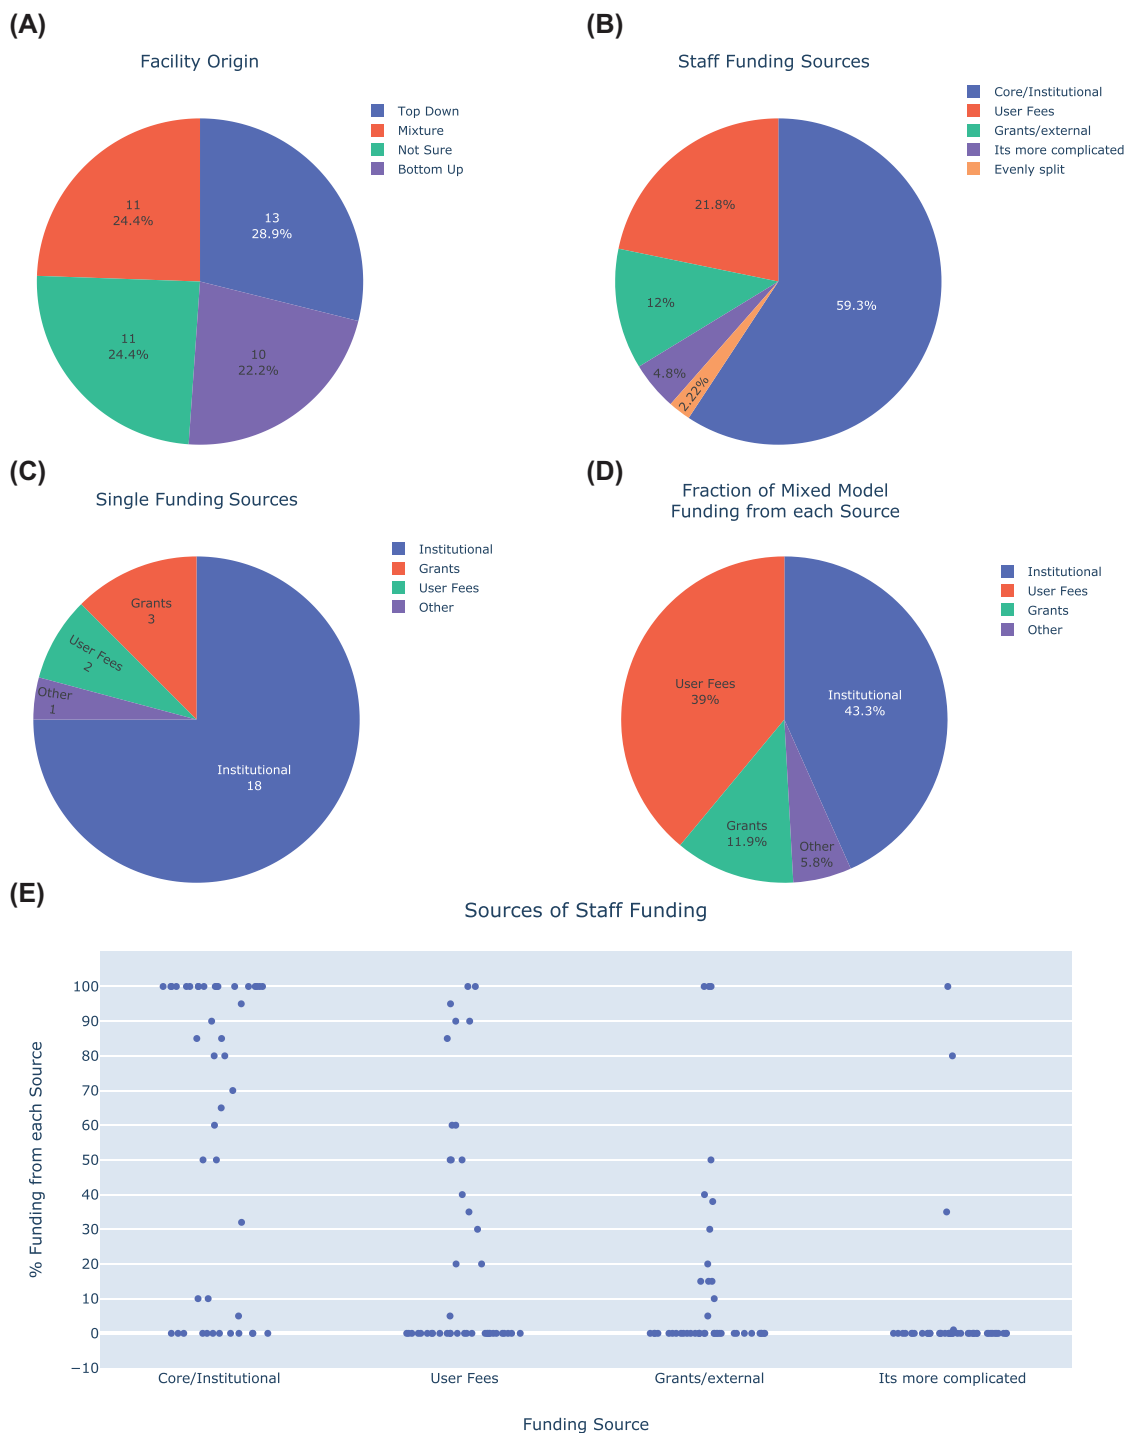 (A)
Facility Origin
Top Down
Mixture
Not Sure
Bottom Up
11
24.4%
13
28.9%
11
24.4%
10
22.2%
(B)
Staff Funding Sources
Core/Institutional
User Fees
Grants/external
Its more complicated
Evenly split
21.8%
59.3%
12%
4.8%
2.22%
(C)
Single Funding Sources
Institutional
Grants
User Fees
Other
Grants
3
User Fees
2
Other
1
Institutional
18
(D)
Fraction of Mixed Model
Funding from each Source
Institutional
User Fees
Grants
Other
User Fees
39%
Institutional
43.3%
Grants
11.9%
Other
5.8%
(E)
Sources of Staff Funding
% Funding from each Source
100
90
80
70
60
50
40
30
20
10
0
−10
Core/Institutional
User Fees
Grants/external
Its more complicated
Funding Source